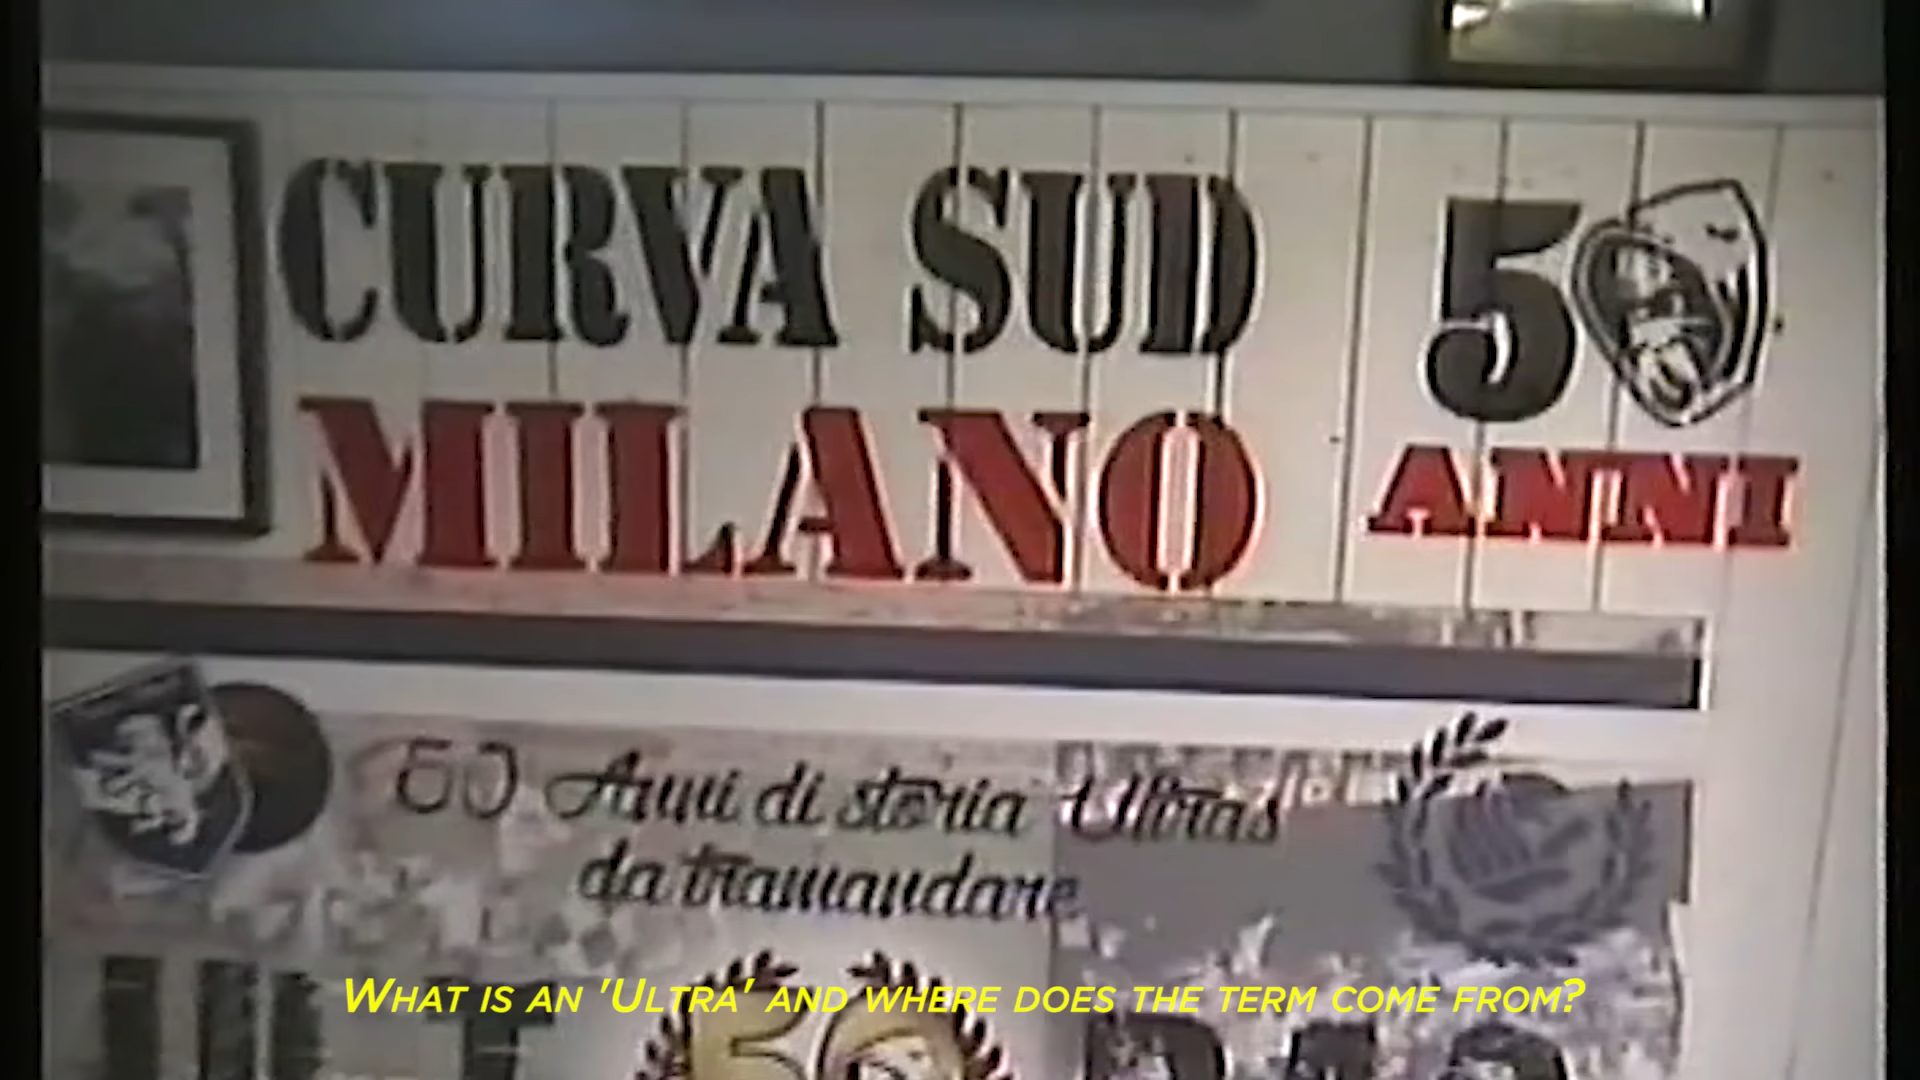 CURVA SUD
MILANO
50
ANNI
50 Anni di storia Ultras
da tramandare
WHAT IS AN 'ULTRA' AND WHERE DOES THE TERM COME FROM?